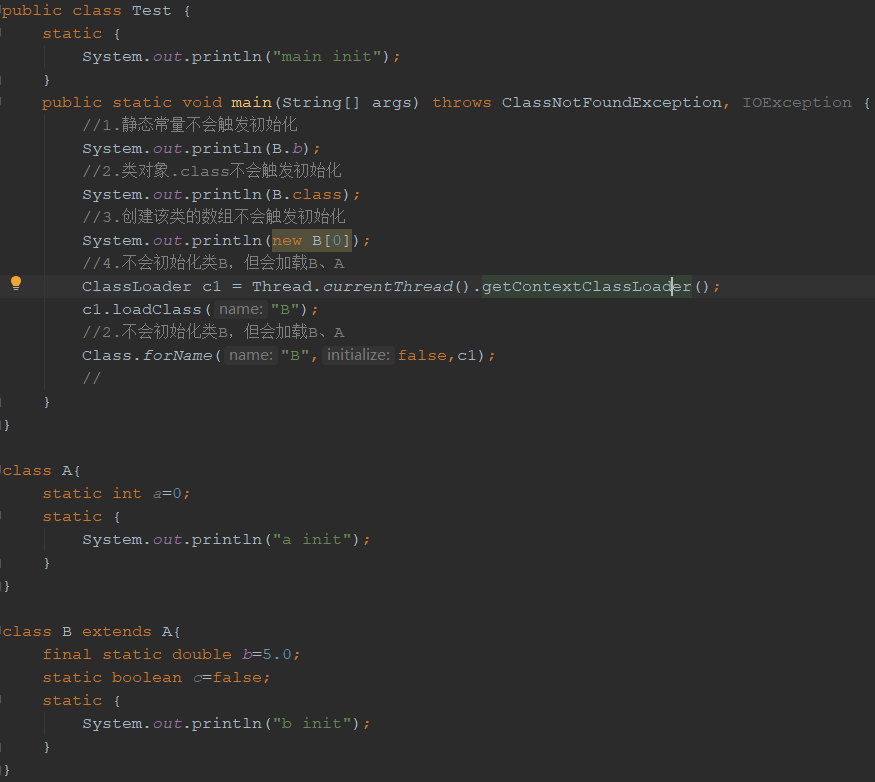 public class Test {
static {
System.out.println("main init");
}
public static void main(String[] args) throws ClassNotFoundException, IOException {
//1.静态常量不会触发初始化
System.out.println(B.b);
//2.类对象.class不会触发初始化
System.out.println(B.class);
//3.创建该类的数组不会触发初始化
System.out.println(new B[0]);
//4.不会初始化类B，但会加载B、A
ClassLoader c1 = Thread.currentThread().getContextClassLoader();
c1.loadClass( name: "B");
//2.不会初始化类B，但会加载B、A
Class.forName( name: "B", initialize: false,c1);
//
}
}
class A{
static int a=0;
static {
System.out.println("a init");
}
}
class B extends A{
final static double b=5.0;
static boolean c=false;
static {
System.out.println("b init");
}
}